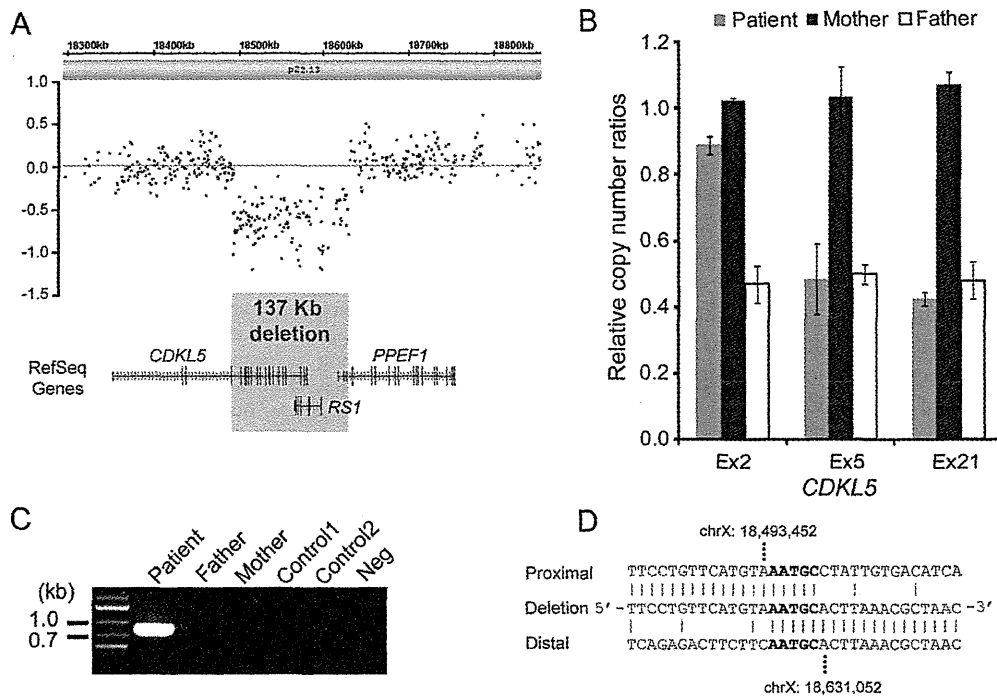 A
18300kb 18400kb 18500kb 18600kb 18700kb 18800kb
p22.13
1.0
0.5
0.0
-0.5
-1.0
-1.5
137 Kb
deletion
RefSeq
Genes
CDKL5
PPEF1
RS1
B
Patient Mother Father
Relative copy number ratios
1.2
1.0
0.8
0.6
0.4
0.2
0.0
Ex2 Ex5 Ex21
CDKL5
C
Patient Father Mother Control1 Control2 Neg
(kb)
1.0
0.7
D
chrX: 18,493,452
Proximal TTCCTGTTCATGTAAATGCCTATTGTGACATCA
Deletion 5′ -TTCCTGTTCATGTAAATGCACTTAAACGCTAAC -3′
Distal TCAGAGACTTCTTCAATGCACTTAAACGCTAAC
chrX: 18,631,052